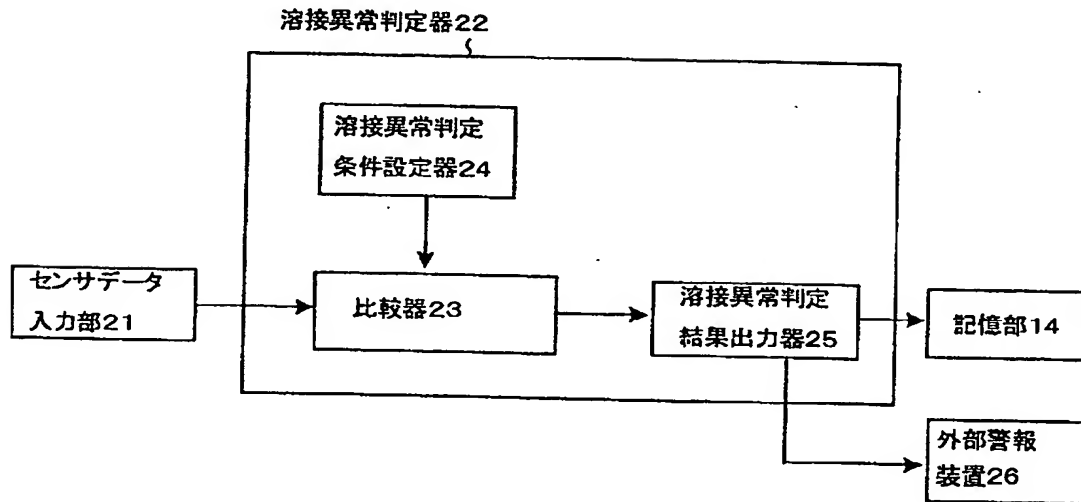 溶接異常判定器22
溶接異常判定
条件設定器24
センサデータ
入力部21
比較器23
溶接異常判定
結果出力器25
記憶部14
外部警報
装置26